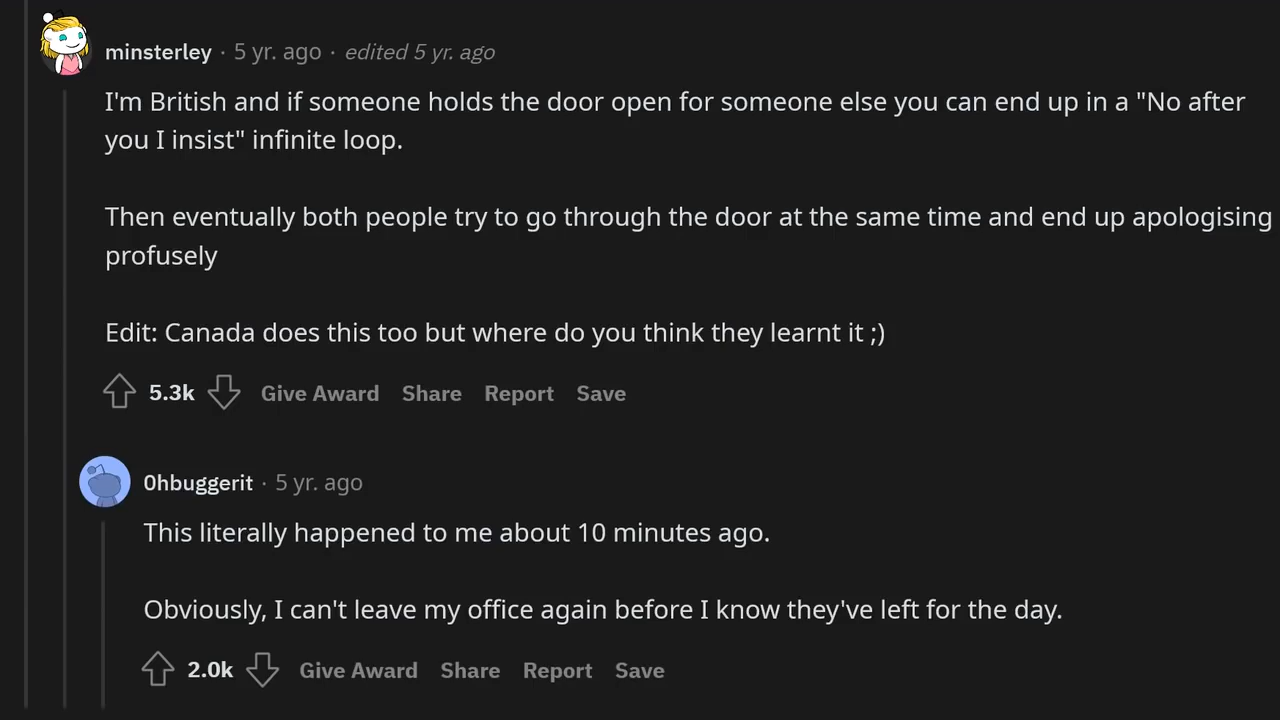 minsterley · 5 yr. ago · edited 5 yr. ago
I'm British and if someone holds the door open for someone else you can end up in a "No after
you I insist" infinite loop.
Then eventually both people try to go through the door at the same time and end up apologising
profusely
Edit: Canada does this too but where do you think they learnt it ;)
5.3k Give Award Share Report Save
0hbuggerit · 5 yr. ago
This literally happened to me about 10 minutes ago.
Obviously, I can't leave my office again before I know they've left for the day.
2.0k Give Award Share Report Save